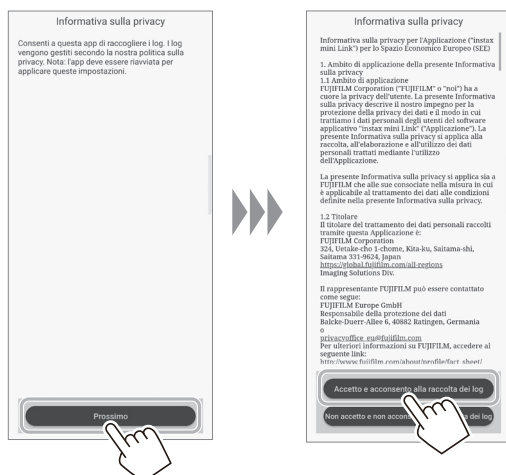 Informativa sulla privacy
Consenti a questa app di raccogliere i log. I log
vengono gestiti secondo la nostra politica sulla
privacy. Nota: l'app deve essere riavviata per
applicare queste impostazioni.
Prossimo
Informativa sulla privacy
Informativa sulla privacy per l'Applicazione ("instax
mini Link") per lo Spazio Economico Europeo (SEE)
1. Ambito di applicazione della presente Informativa
sulla privacy
1.1 Ambito di applicazione
FUJIFILM Corporation ("FUJIFILM" o "noi") ha a
cuore la privacy dell'utente. La presente Informativa
sulla privacy descrive il nostro impegno per la
protezione della privacy dei dati e il modo in cui
trattiamo i dati personali degli utenti del software
applicativo "instax mini Link" ("Applicazione"). La
presente Informativa sulla privacy si applica alla
raccolta, all'elaborazione e all'utilizzo dei dati
personali trattati mediante l'utilizzo
dell'Applicazione.
La presente Informativa sulla privacy si applica sia a
FUJIFILM che alle sue consociate nella misura in cui
è applicabile al trattamento dei dati alle condizioni
definite nella presente Informativa sulla privacy.
1.2 Titolare
Il titolare del trattamento dei dati personali raccolti
tramite questa Applicazione è:
FUJIFILM Corporation
324, Uetake-cho 1-chome, Kita-ku, Saitama-shi,
Saitama 331-9624, Japan
https://global.fujifilm.com/all-regions
Imaging Solutions Div.
Il rappresentante FUJIFILM può essere contattato
come segue:
FUJIFILM Europe GmbH
Responsabile della protezione dei dati
Balcke-Duerr-Allee 6, 40882 Ratingen, Germania
o
privacyoffice_eu@fujifilm.com
Per ulteriori informazioni su FUJIFILM, accedere al
seguente link:
http://www.fujifilm.com/about/profile/fact_sheet/
Accetto e acconsento alla raccolta dei log
Non accetto e non accons dei log